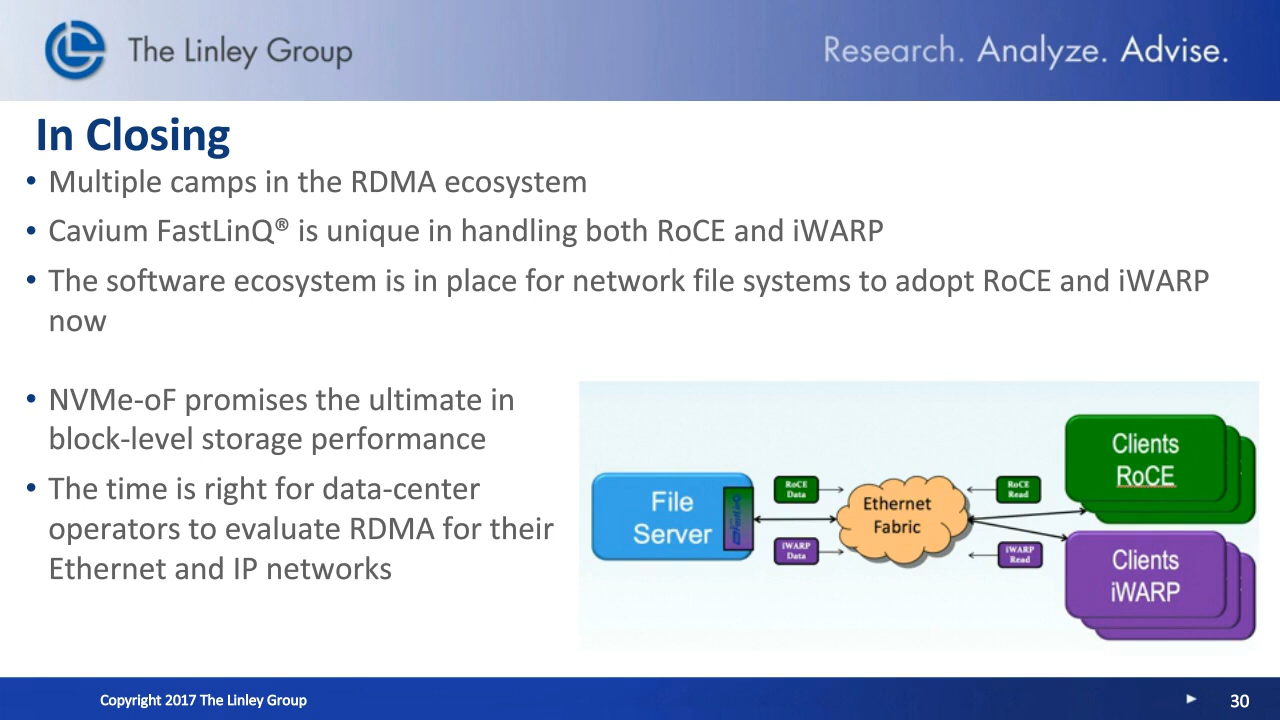 The Linley Group
Research. Analyze. Advise.
In Closing
• Multiple camps in the RDMA ecosystem
• Cavium FastLinQ® is unique in handling both RoCE and iWARP
• The software ecosystem is in place for network file systems to adopt RoCE and iWARP
now
• NVMe-oF promises the ultimate in
block-level storage performance
• The time is right for data-center
operators to evaluate RDMA for their
Ethernet and IP networks
File
Server
FastLinQ
RoCE
Data
iWARP
Data
Ethernet
Fabric
RoCE
Read
iWARP
Read
Clients
RoCE
Clients
iWARP
Copyright 2017 The Linley Group
30